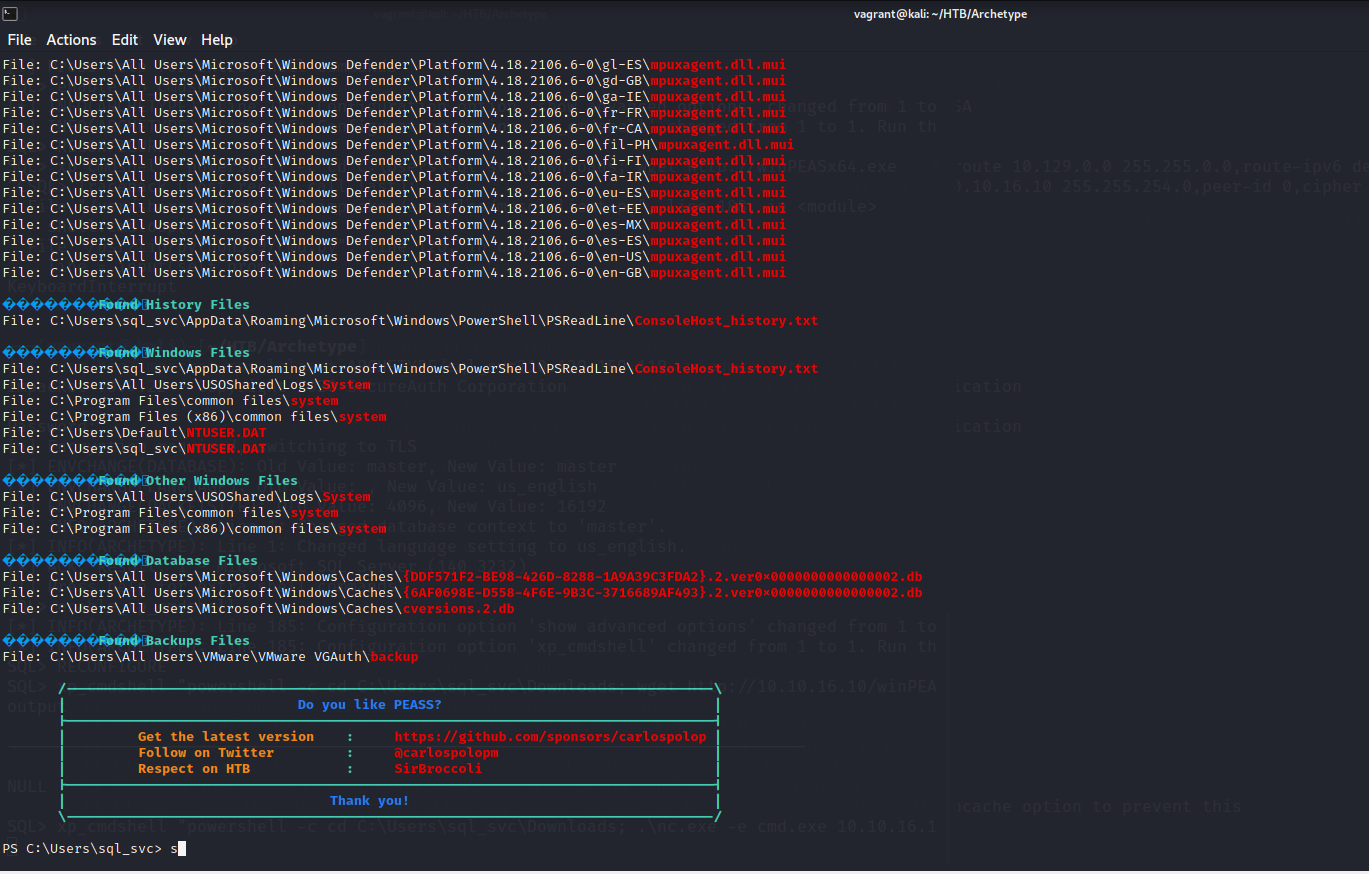 vagrant@kali: ~/HTB/Archetype
File Actions Edit View Help
File: C:\Users\All Users\Microsoft\Windows Defender\Platform\4.18.2106.6-0\gl-ES\mpuxagent.dll.mui
File: C:\Users\All Users\Microsoft\Windows Defender\Platform\4.18.2106.6-0\gd-GB\mpuxagent.dll.mui
File: C:\Users\All Users\Microsoft\Windows Defender\Platform\4.18.2106.6-0\ga-IE\mpuxagent.dll.mui
File: C:\Users\All Users\Microsoft\Windows Defender\Platform\4.18.2106.6-0\fr-FR\mpuxagent.dll.mui
File: C:\Users\All Users\Microsoft\Windows Defender\Platform\4.18.2106.6-0\fr-CA\mpuxagent.dll.mui
File: C:\Users\All Users\Microsoft\Windows Defender\Platform\4.18.2106.6-0\fil-PH\mpuxagent.dll.mui
File: C:\Users\All Users\Microsoft\Windows Defender\Platform\4.18.2106.6-0\fi-FI\mpuxagent.dll.mui
File: C:\Users\All Users\Microsoft\Windows Defender\Platform\4.18.2106.6-0\fa-IR\mpuxagent.dll.mui
File: C:\Users\All Users\Microsoft\Windows Defender\Platform\4.18.2106.6-0\eu-ES\mpuxagent.dll.mui
File: C:\Users\All Users\Microsoft\Windows Defender\Platform\4.18.2106.6-0\et-EE\mpuxagent.dll.mui
File: C:\Users\All Users\Microsoft\Windows Defender\Platform\4.18.2106.6-0\es-MX\mpuxagent.dll.mui
File: C:\Users\All Users\Microsoft\Windows Defender\Platform\4.18.2106.6-0\es-ES\mpuxagent.dll.mui
File: C:\Users\All Users\Microsoft\Windows Defender\Platform\4.18.2106.6-0\en-US\mpuxagent.dll.mui
File: C:\Users\All Users\Microsoft\Windows Defender\Platform\4.18.2106.6-0\en-GB\mpuxagent.dll.mui
Found History Files
File: C:\Users\sql_svc\AppData\Roaming\Microsoft\Windows\PowerShell\PSReadLine\ConsoleHost_history.txt
Found Windows Files
File: C:\Users\sql_svc\AppData\Roaming\Microsoft\Windows\PowerShell\PSReadLine\ConsoleHost_history.txt
File: C:\Users\All Users\USOShared\Logs\System
File: C:\Program Files\common files\system
File: C:\Program Files (x86)\common files\system
File: C:\Users\Default\NTUSER.DAT
File: C:\Users\sql_svc\NTUSER.DAT
Found Other Windows Files
File: C:\Users\All Users\USOShared\Logs\System
File: C:\Program Files\common files\system
File: C:\Program Files (x86)\common files\system
Found Database Files
File: C:\Users\All Users\Microsoft\Windows\Caches\{DDF571F2-BE98-426D-8288-1A9A39C3FDA2}.2.ver0×0000000000000002.db
File: C:\Users\All Users\Microsoft\Windows\Caches\{6AF0698E-D558-4F6E-9B3C-3716689AF493}.2.ver0×0000000000000002.db
File: C:\Users\All Users\Microsoft\Windows\Caches\cversions.2.db
Found Backups Files
File: C:\Users\All Users\VMware\VMware VGAuth\backup
Do you like PEASS?
Get the latest version : https://github.com/sponsors/carlospolop
Follow on Twitter : @carlospolopm
Respect on HTB : SirBroccoli
Thank you!
PS C:\Users\sql_svc> s